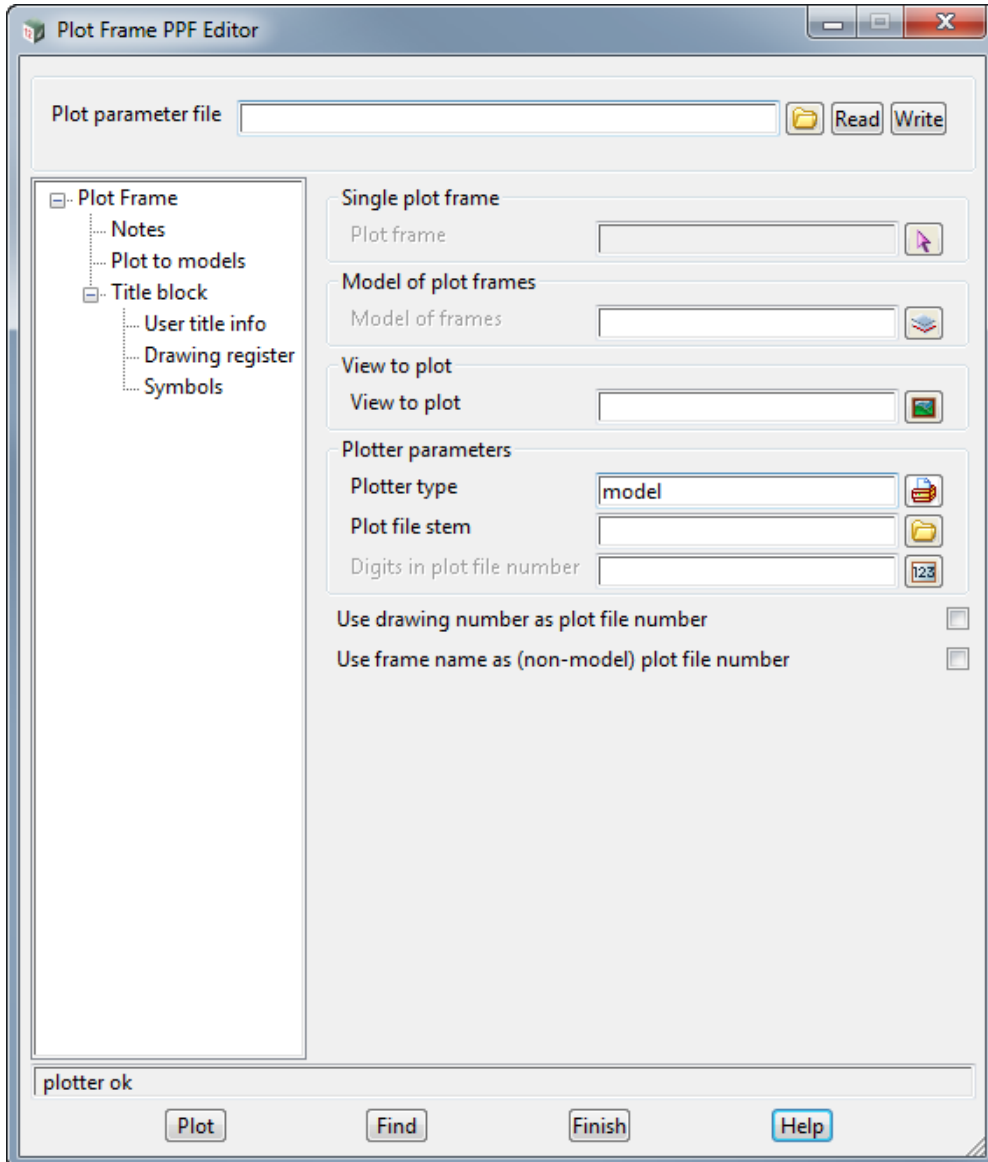 Plot Frame PPF Editor
Plot parameter file
Read
Write
Plot Frame
Notes
Plot to models
Title block
User title info
Drawing register
Symbols
Single plot frame
Plot frame
Model of plot frames
Model of frames
View to plot
View to plot
Plotter parameters
Plotter type
model
Plot file stem
Digits in plot file number
123
Use drawing number as plot file number
Use frame name as (non-model) plot file number
plotter ok
Plot
Find
Finish
Help